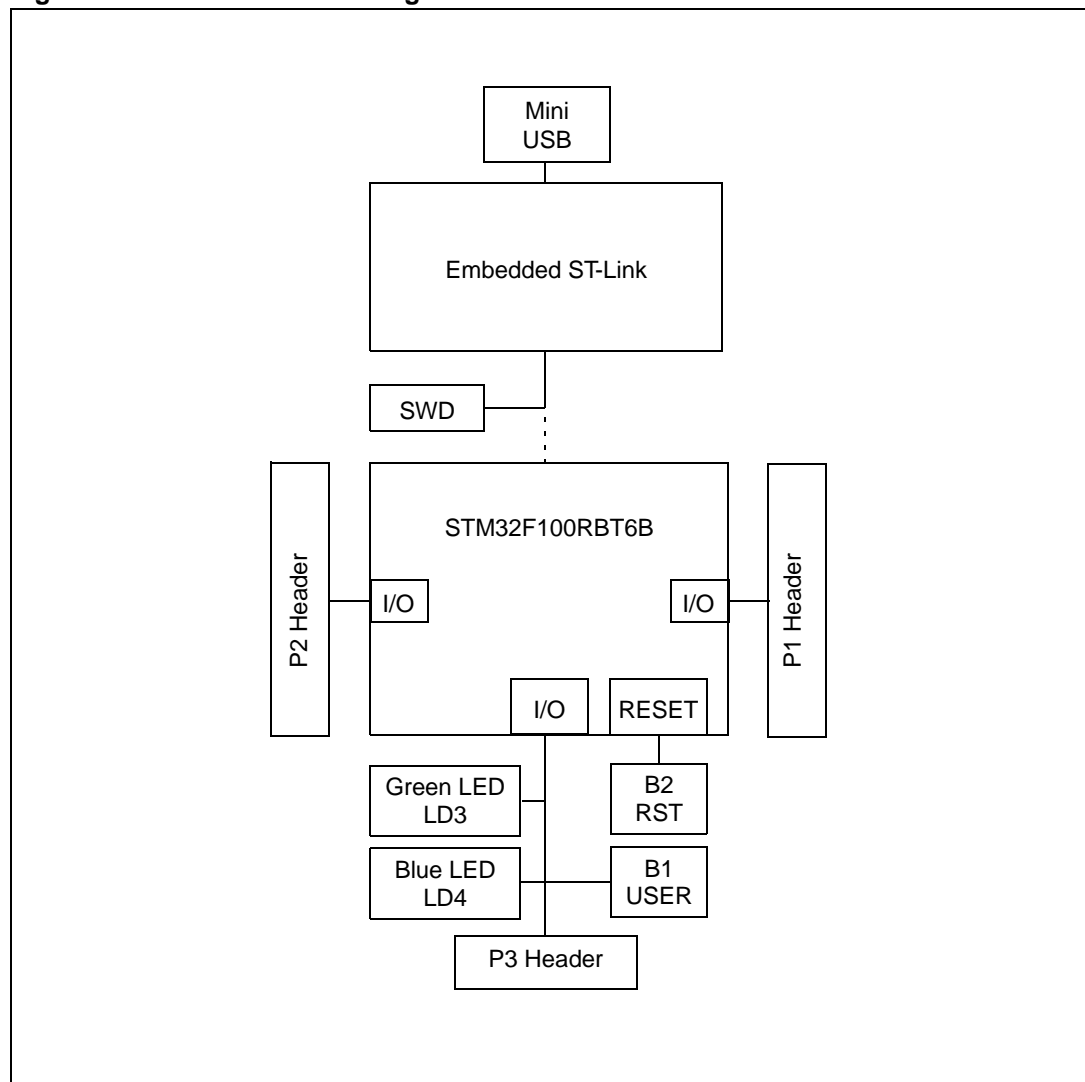 Mini
USB
Embedded ST-Link
SWD
STM32F100RBT6B
P2 Header
I/O
I/O
P1 Header
I/O
RESET
Green LED
LD3
B2
RST
Blue LED
LD4
B1
USER
P3 Header